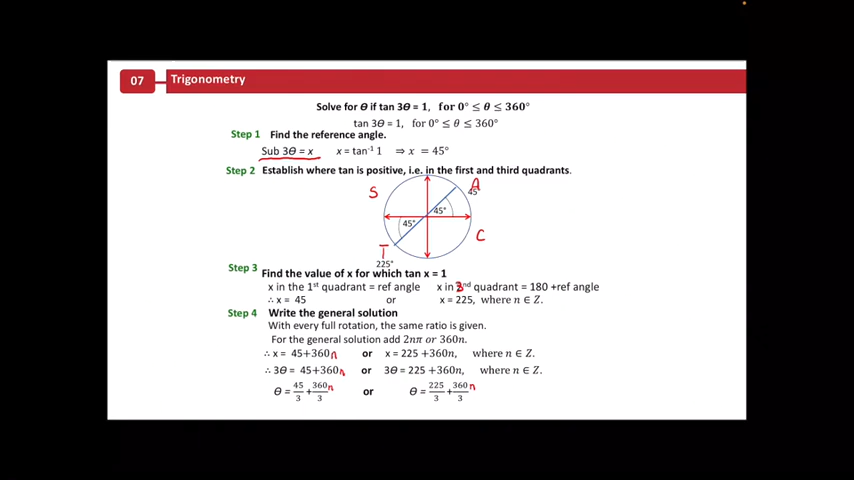 07 Trigonometry
Solve for θ if tan 3θ = 1, for 0° ≤ θ ≤ 360°
tan 3θ = 1, for 0° ≤ θ ≤ 360°
Step 1 Find the reference angle.
Sub 3θ = x x = tan⁻¹ 1 ⇒ x = 45°
Step 2 Establish where tan is positive, i.e. in the first and third quadrants.
S A
45°
45°
45°
T C
225°
Step 3 Find the value of x for which tan x = 1
x in the 1st quadrant = ref angle x in 3nd quadrant = 180 +ref angle
∴ x = 45 or x = 225, where n ∈ Z.
Step 4 Write the general solution
With every full rotation, the same ratio is given.
For the general solution add 2nπ or 360n.
∴ x = 45+360n or x = 225 +360n, where n ∈ Z.
∴ 3θ = 45+360n or 3θ = 225 +360n, where n ∈ Z.
θ = 45/3 + 360n/3 or θ = 225/3 + 360n/3